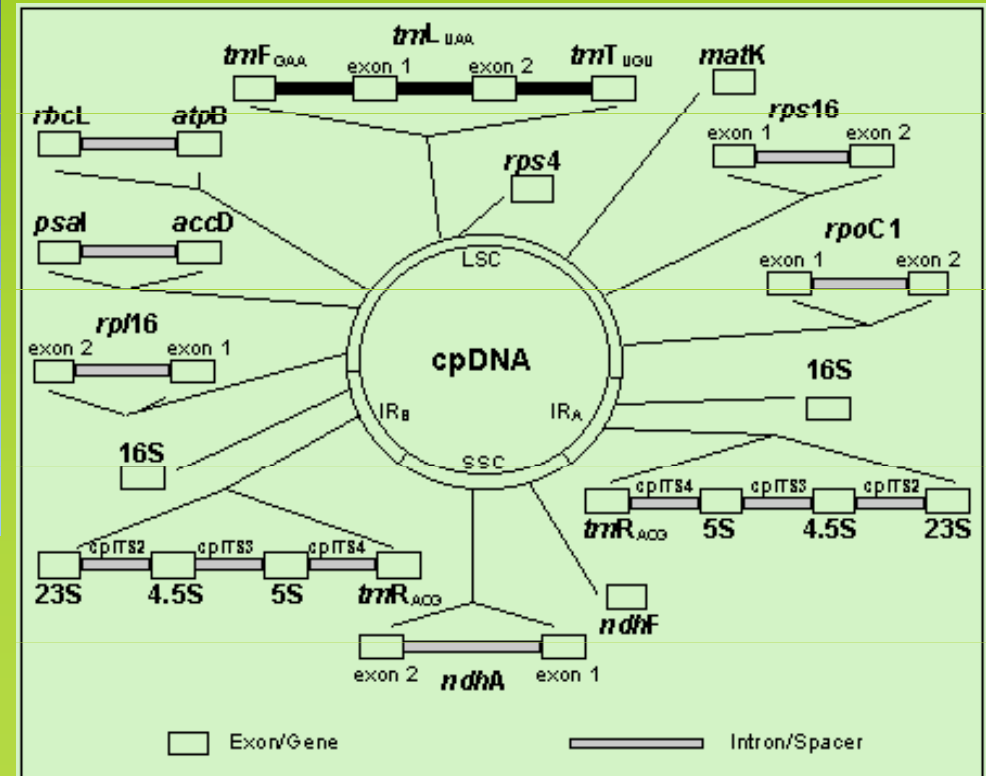 trnL UAA
trnF GAA exon 1 exon 2 trnT UGU matK
rbcL atpB rps16
exon 1 exon 2
rps4
psaI accD rpoC1
LSC
exon 1 exon 2
rpl16
exon 2 exon 1
cpDNA
16S
IRB IRA
16S
SSC
cpITS4 cpITS3 cpITS2
trnR ACG 5S 4.5S 23S
cpITS2 cpITS3 cpITS4
23S 4.5S 5S trnR ACG
ndhF
exon 2 ndhA exon 1
Exon/Gene Intron/Spacer